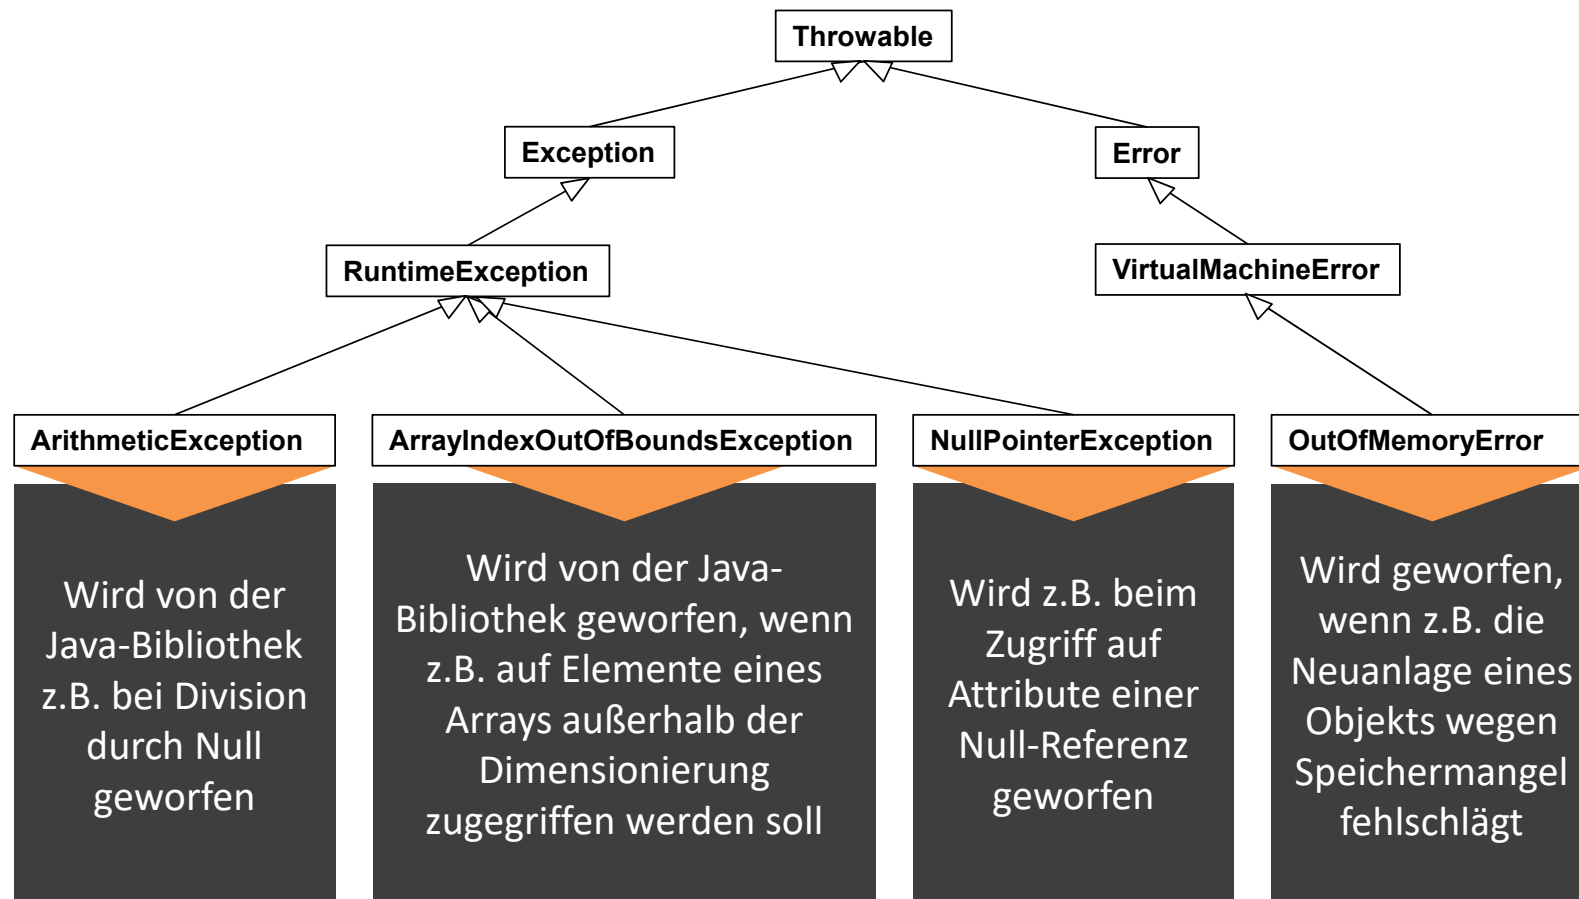 Throwable
Exception
Error
RuntimeException
VirtualMachineError
ArithmeticException
ArrayIndexOutOfBoundsException
NullPointerException
OutOfMemoryError
Wird von der
Java-Bibliothek
z.B. bei Division
durch Null
geworfen
Wird von der Java-
Bibliothek geworfen, wenn
z.B. auf Elemente eines
Arrays außerhalb der
Dimensionierung
zugegriffen werden soll
Wird z.B. beim
Zugriff auf
Attribute einer
Null-Referenz
geworfen
Wird geworfen,
wenn z.B. die
Neuanlage eines
Objekts wegen
Speichermangel
fehlschlägt